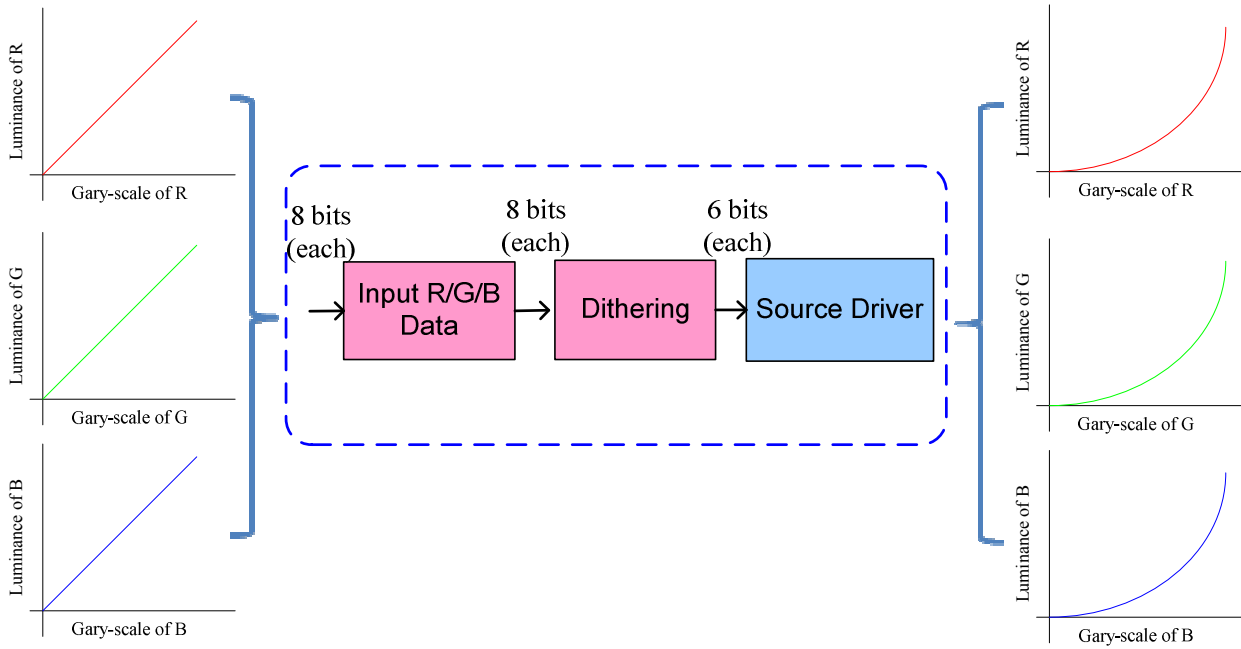 Luminance of R
Gary-scale of R
Luminance of G
Gary-scale of G
Luminance of B
Gary-scale of B
8 bits
(each)
Input R/G/B
Data
8 bits
(each)
Dithering
6 bits
(each)
Source Driver
Luminance of R
Gary-scale of R
Luminance of G
Gary-scale of G
Luminance of B
Gary-scale of B